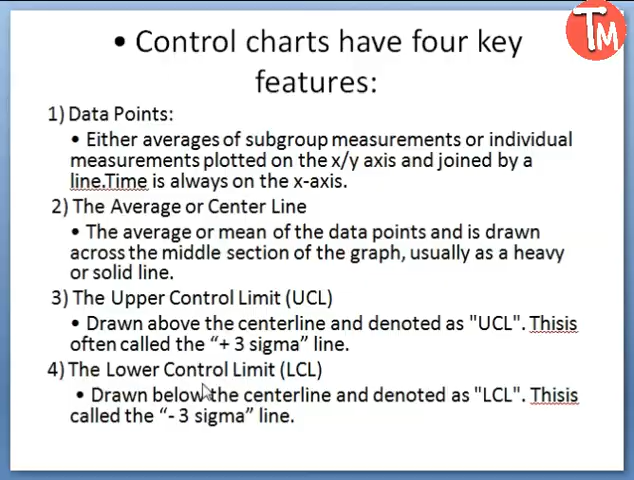 TM
• Control charts have four key
features:
1) Data Points:
• Either averages of subgroup measurements or individual
measurements plotted on the x/y axis and joined by a
line.Time is always on the x-axis.
2) The Average or Center Line
• The average or mean of the data points and is drawn
across the middle section of the graph, usually as a heavy
or solid line.
3) The Upper Control Limit (UCL)
• Drawn above the centerline and denoted as "UCL". Thisis
often called the “+ 3 sigma” line.
4) The Lower Control Limit (LCL)
• Drawn below the centerline and denoted as "LCL". Thisis
called the “- 3 sigma” line.